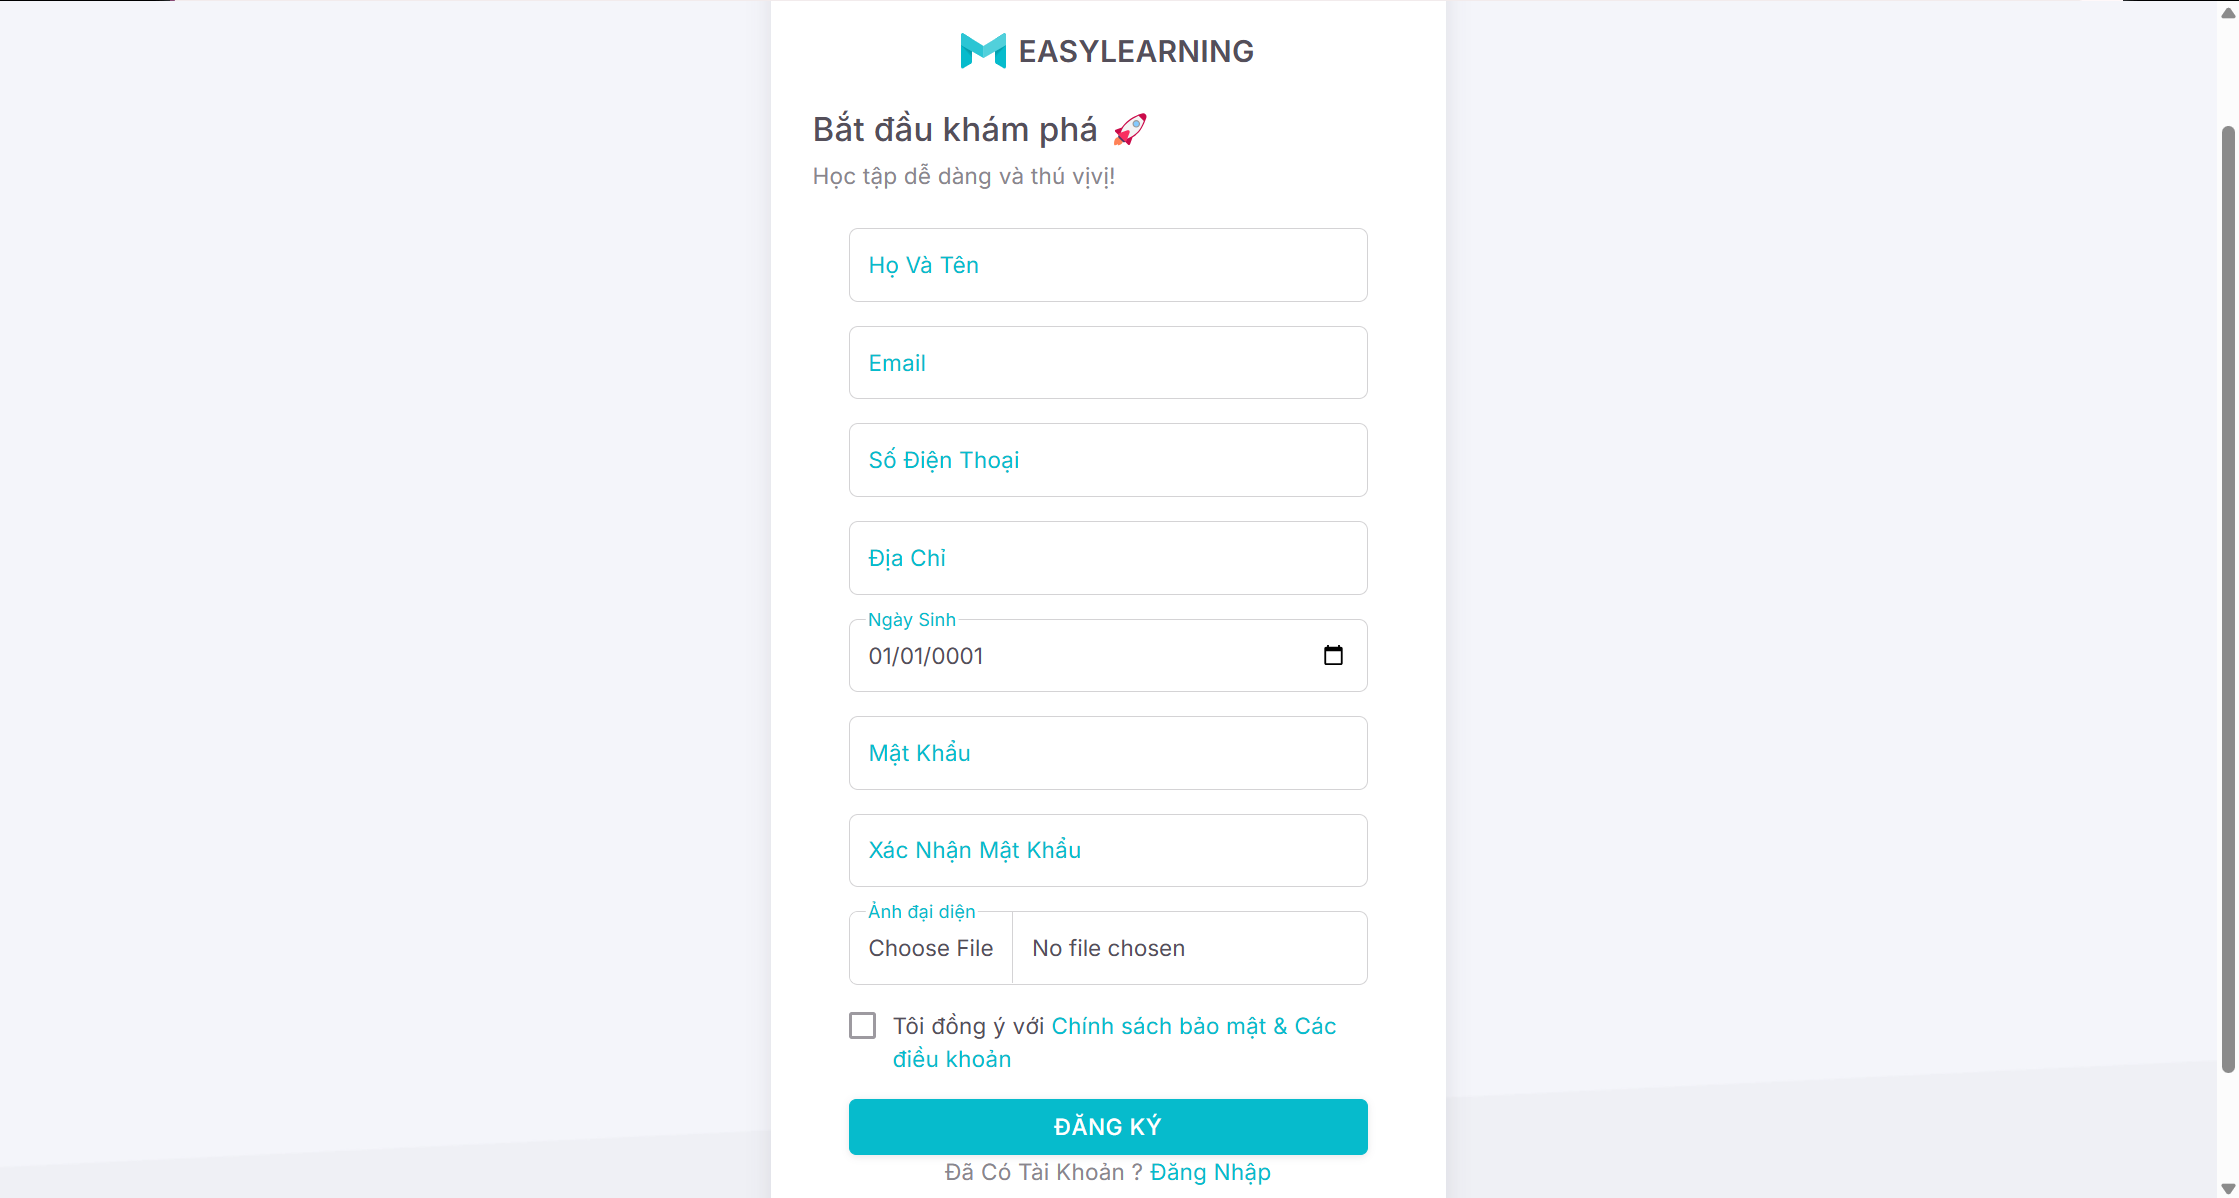 EASYLEARNING
Bắt đầu khám phá 🚀
Học tập dễ dàng và thú vịvị!
Họ Và Tên
Email
Số Điện Thoại
Địa Chỉ
Ngày Sinh
01/01/0001
Mật Khẩu
Xác Nhận Mật Khẩu
Ảnh đại diện
Choose File No file chosen
Tôi đồng ý với Chính sách bảo mật & Các
điều khoản
ĐĂNG KÝ
Đã Có Tài Khoản ? Đăng Nhập